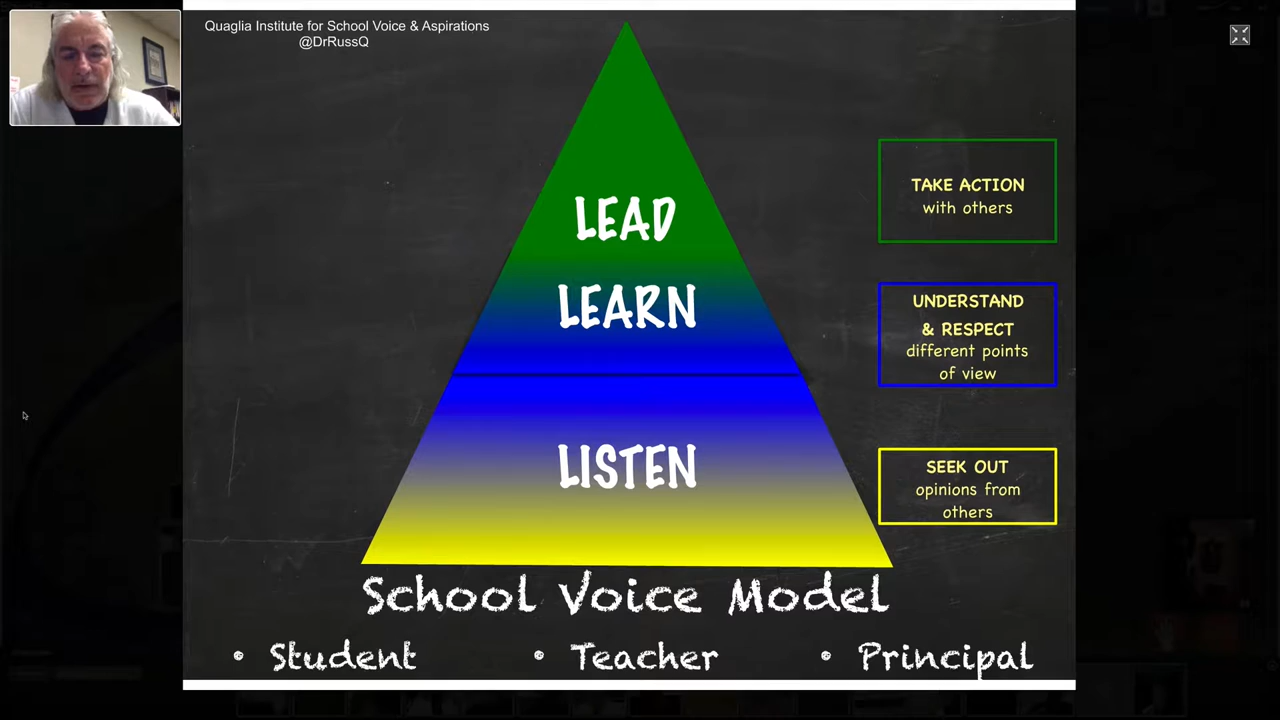 Quaglia Institute for School Voice & Aspirations
@DrRussQ
LEAD
TAKE ACTION
with others
LEARN
UNDERSTAND
& RESPECT
different points
of view
LISTEN
SEEK OUT
opinions from
others
School Voice Model
• Student • Teacher • Principal